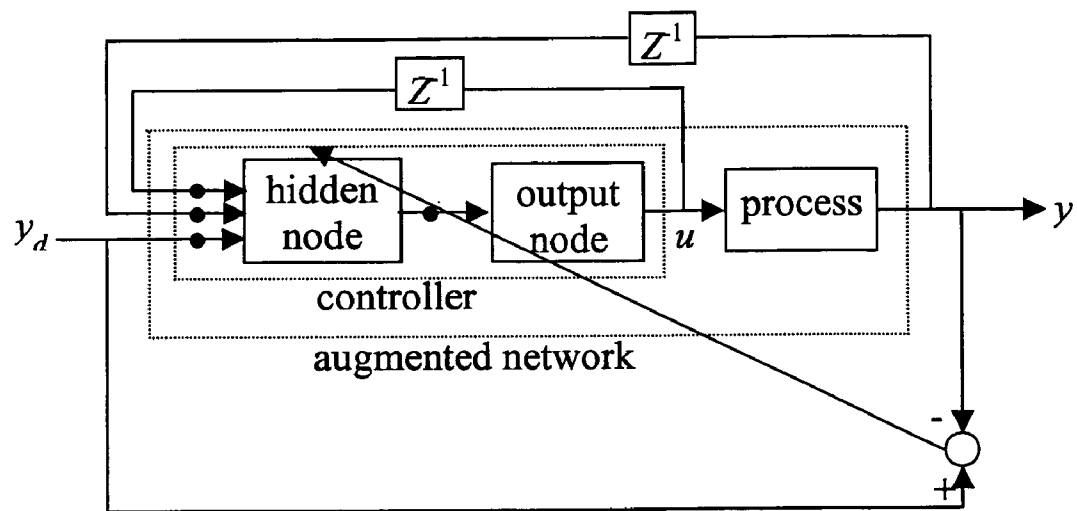 Z⁻¹
Z⁻¹
hidden
node
output
node
process
y_d
u
y
controller
augmented network
-
+